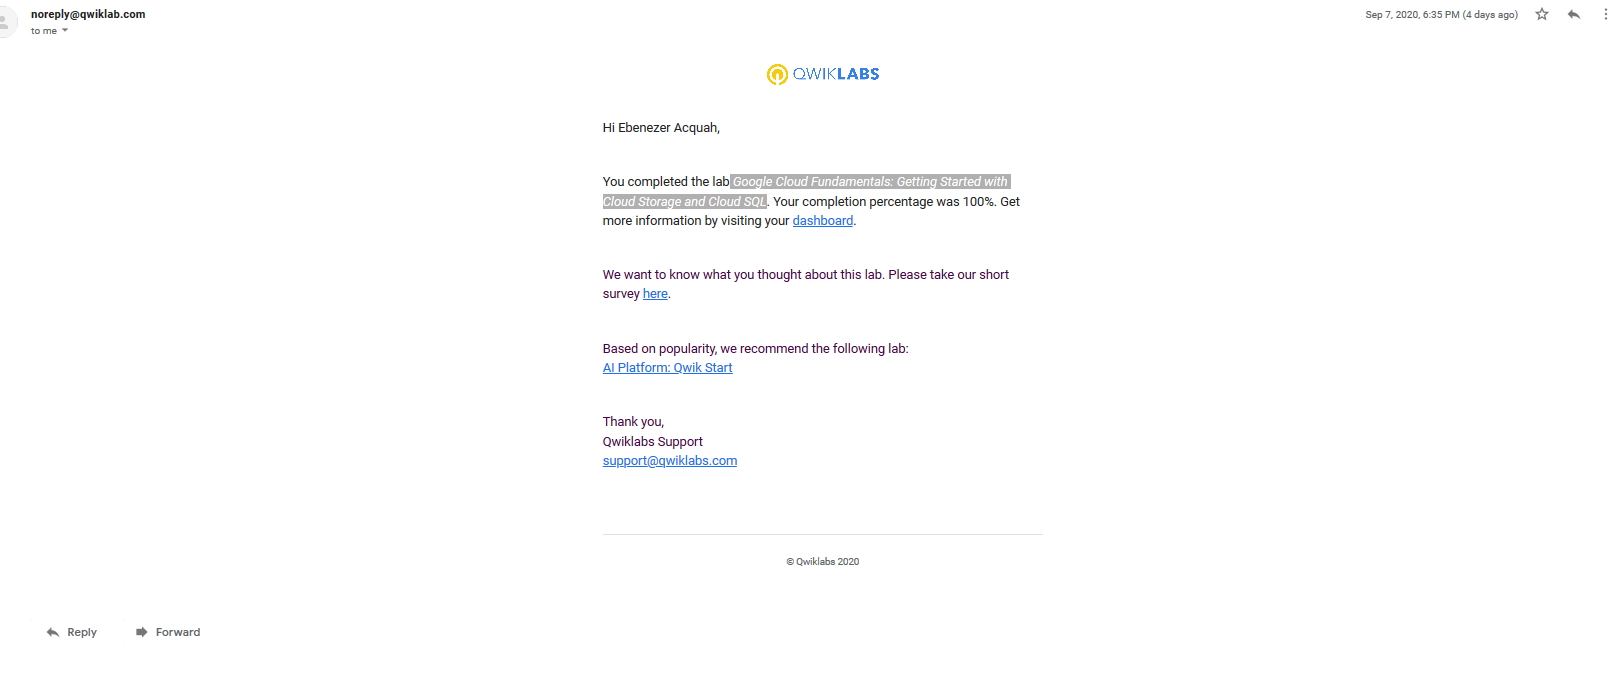 noreply@qwiklab.com
Sep 7, 2020, 6:35 PM (4 days ago)
to me
QWIKLABS
Hi Ebenezer Acquah,
You completed the lab Google Cloud Fundamentals: Getting Started with
Cloud Storage and Cloud SQL. Your completion percentage was 100%. Get
more information by visiting your dashboard.
We want to know what you thought about this lab. Please take our short
survey here.
Based on popularity, we recommend the following lab:
AI Platform: Qwik Start
Thank you,
Qwiklabs Support
support@qwiklabs.com
© Qwiklabs 2020
Reply
Forward